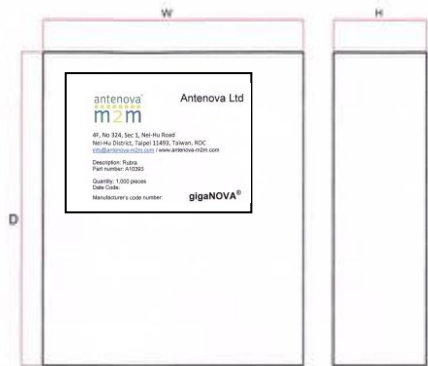 W
H
D
antenova®
m2m
Antenova Ltd
4F, No 324, Sec 1, Nei-Hu Road
Nei-Hu District, Taipei 11493, Taiwan, ROC
info@antenova-m2m.com / www.antenova-m2m.com
Description: Rubra
Part number: A10393
Quantity: 1,000 pieces
Date Code:
Manufacturer's code number:
gigaNOVA®